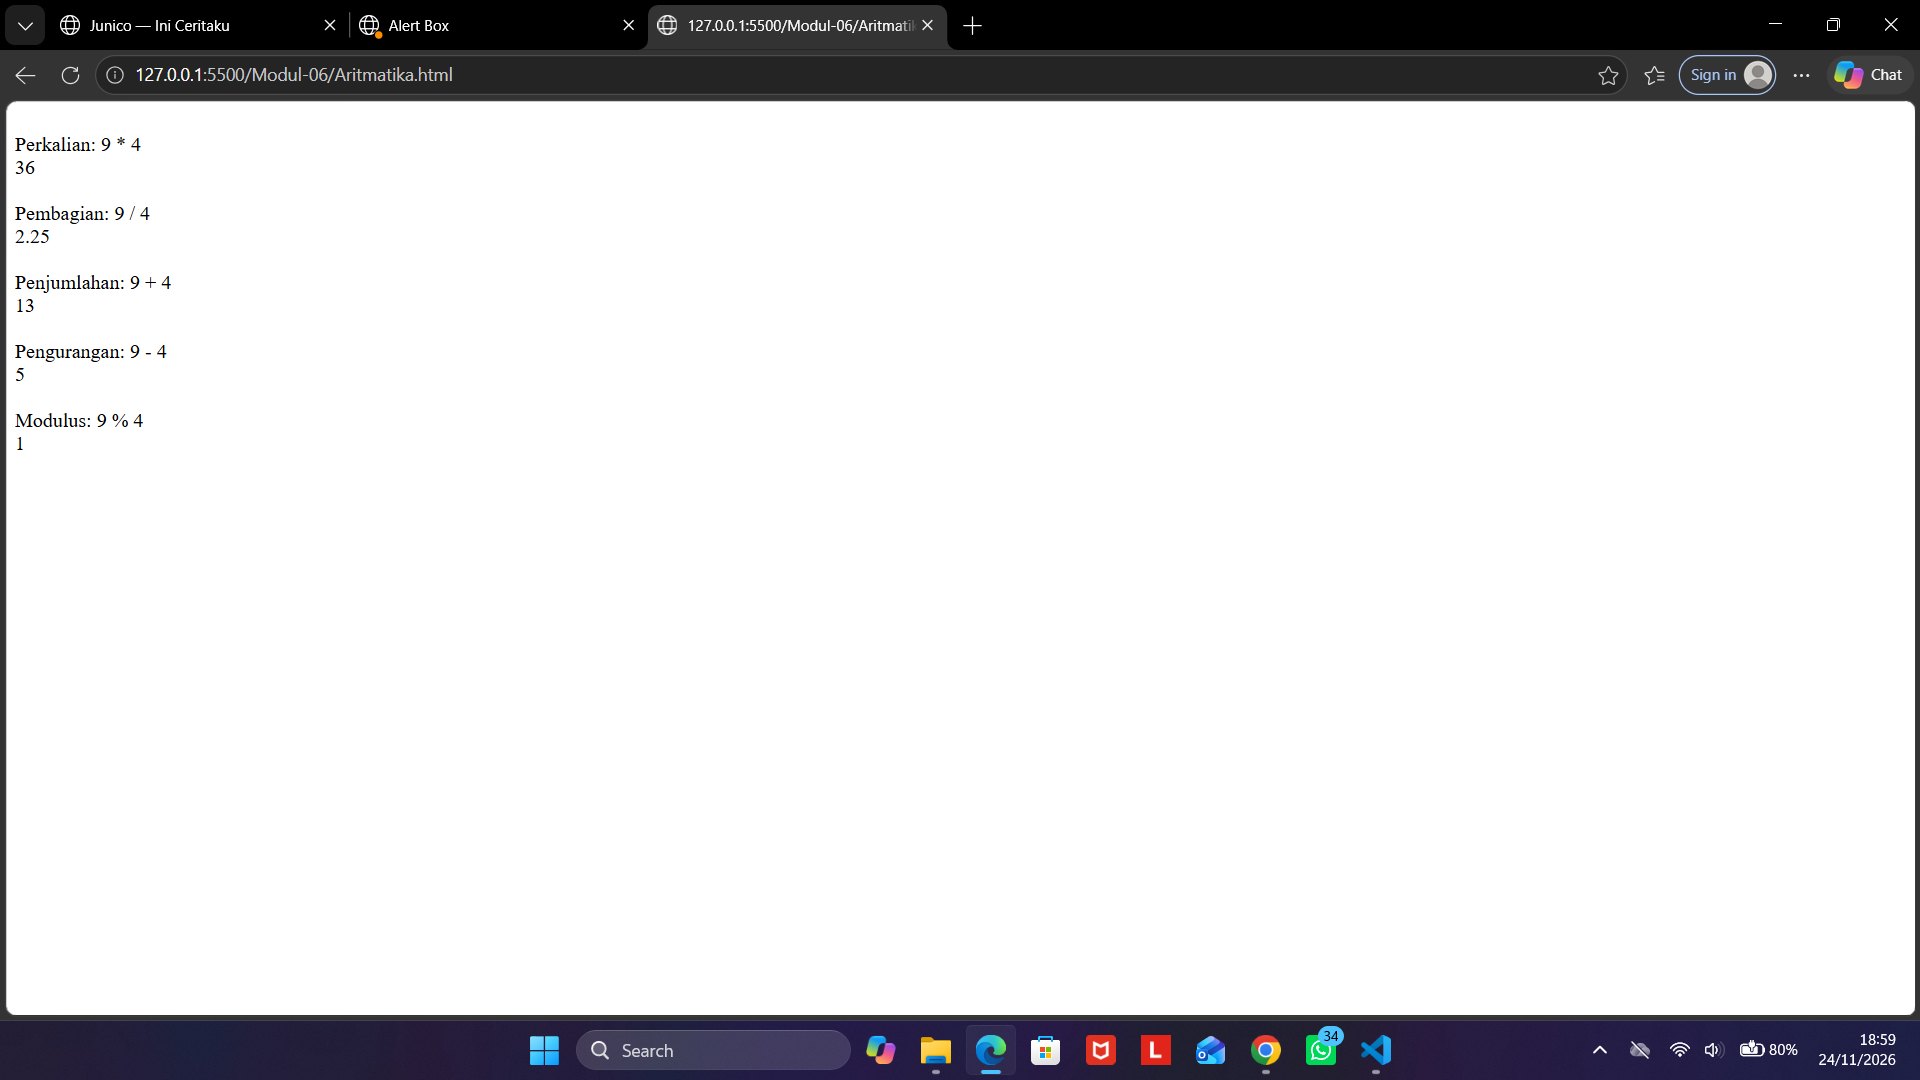 Junico — Ini Ceritaku
Alert Box
127.0.0.1:5500/Modul-06/Aritmati
127.0.0.1:5500/Modul-06/Aritmatika.html
Sign in
Chat
Perkalian: 9 * 4
36
Pembagian: 9 / 4
2.25
Penjumlahan: 9 + 4
13
Pengurangan: 9 - 4
5
Modulus: 9 % 4
1
Search
34
80%
18:59
24/11/2026